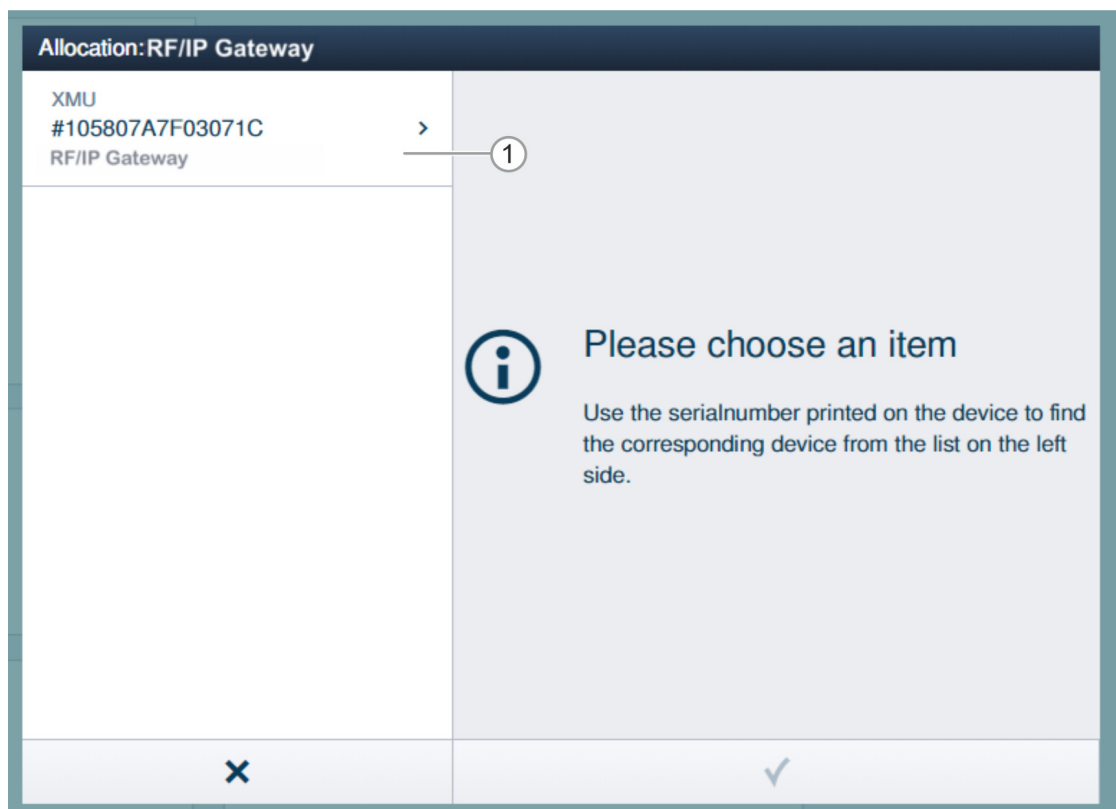 Allocation:RF/IP Gateway
XMU
#105807A7F03071C
RF/IP Gateway
1
Please choose an item
Use the serialnumber printed on the device to find
the corresponding device from the list on the left
side.